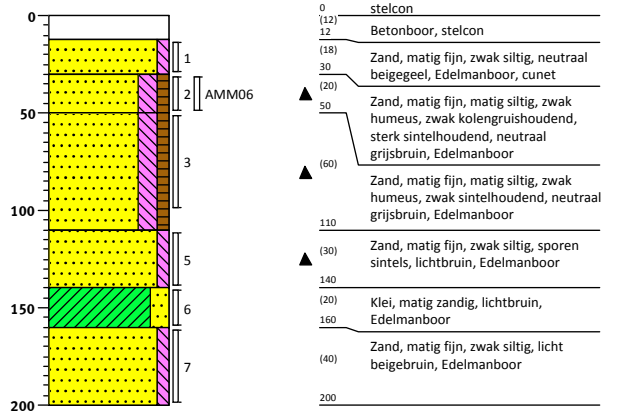 0
50
100
150
200
1
2
AMM06
3
5
6
7
0 stelcon
(12)
12 Betonboor, stelcon
(18) Zand, matig fijn, zwak siltig, neutraal
30 beigegeel, Edelmanboor, cunet
(20)
50 Zand, matig fijn, matig siltig, zwak
humeus, zwak kolengruishoudend,
sterk sintelhoudend, neutraal
grijsbruin, Edelmanboor
(60)
Zand, matig fijn, matig siltig, zwak
humeus, zwak sintelhoudend, neutraal
grijsbruin, Edelmanboor
110
(30) Zand, matig fijn, zwak siltig, sporen
sintels, lichtbruin, Edelmanboor
140
(20) Klei, matig zandig, lichtbruin,
160 Edelmanboor
Zand, matig fijn, zwak siltig, licht
(40) beigebruin, Edelmanboor
200